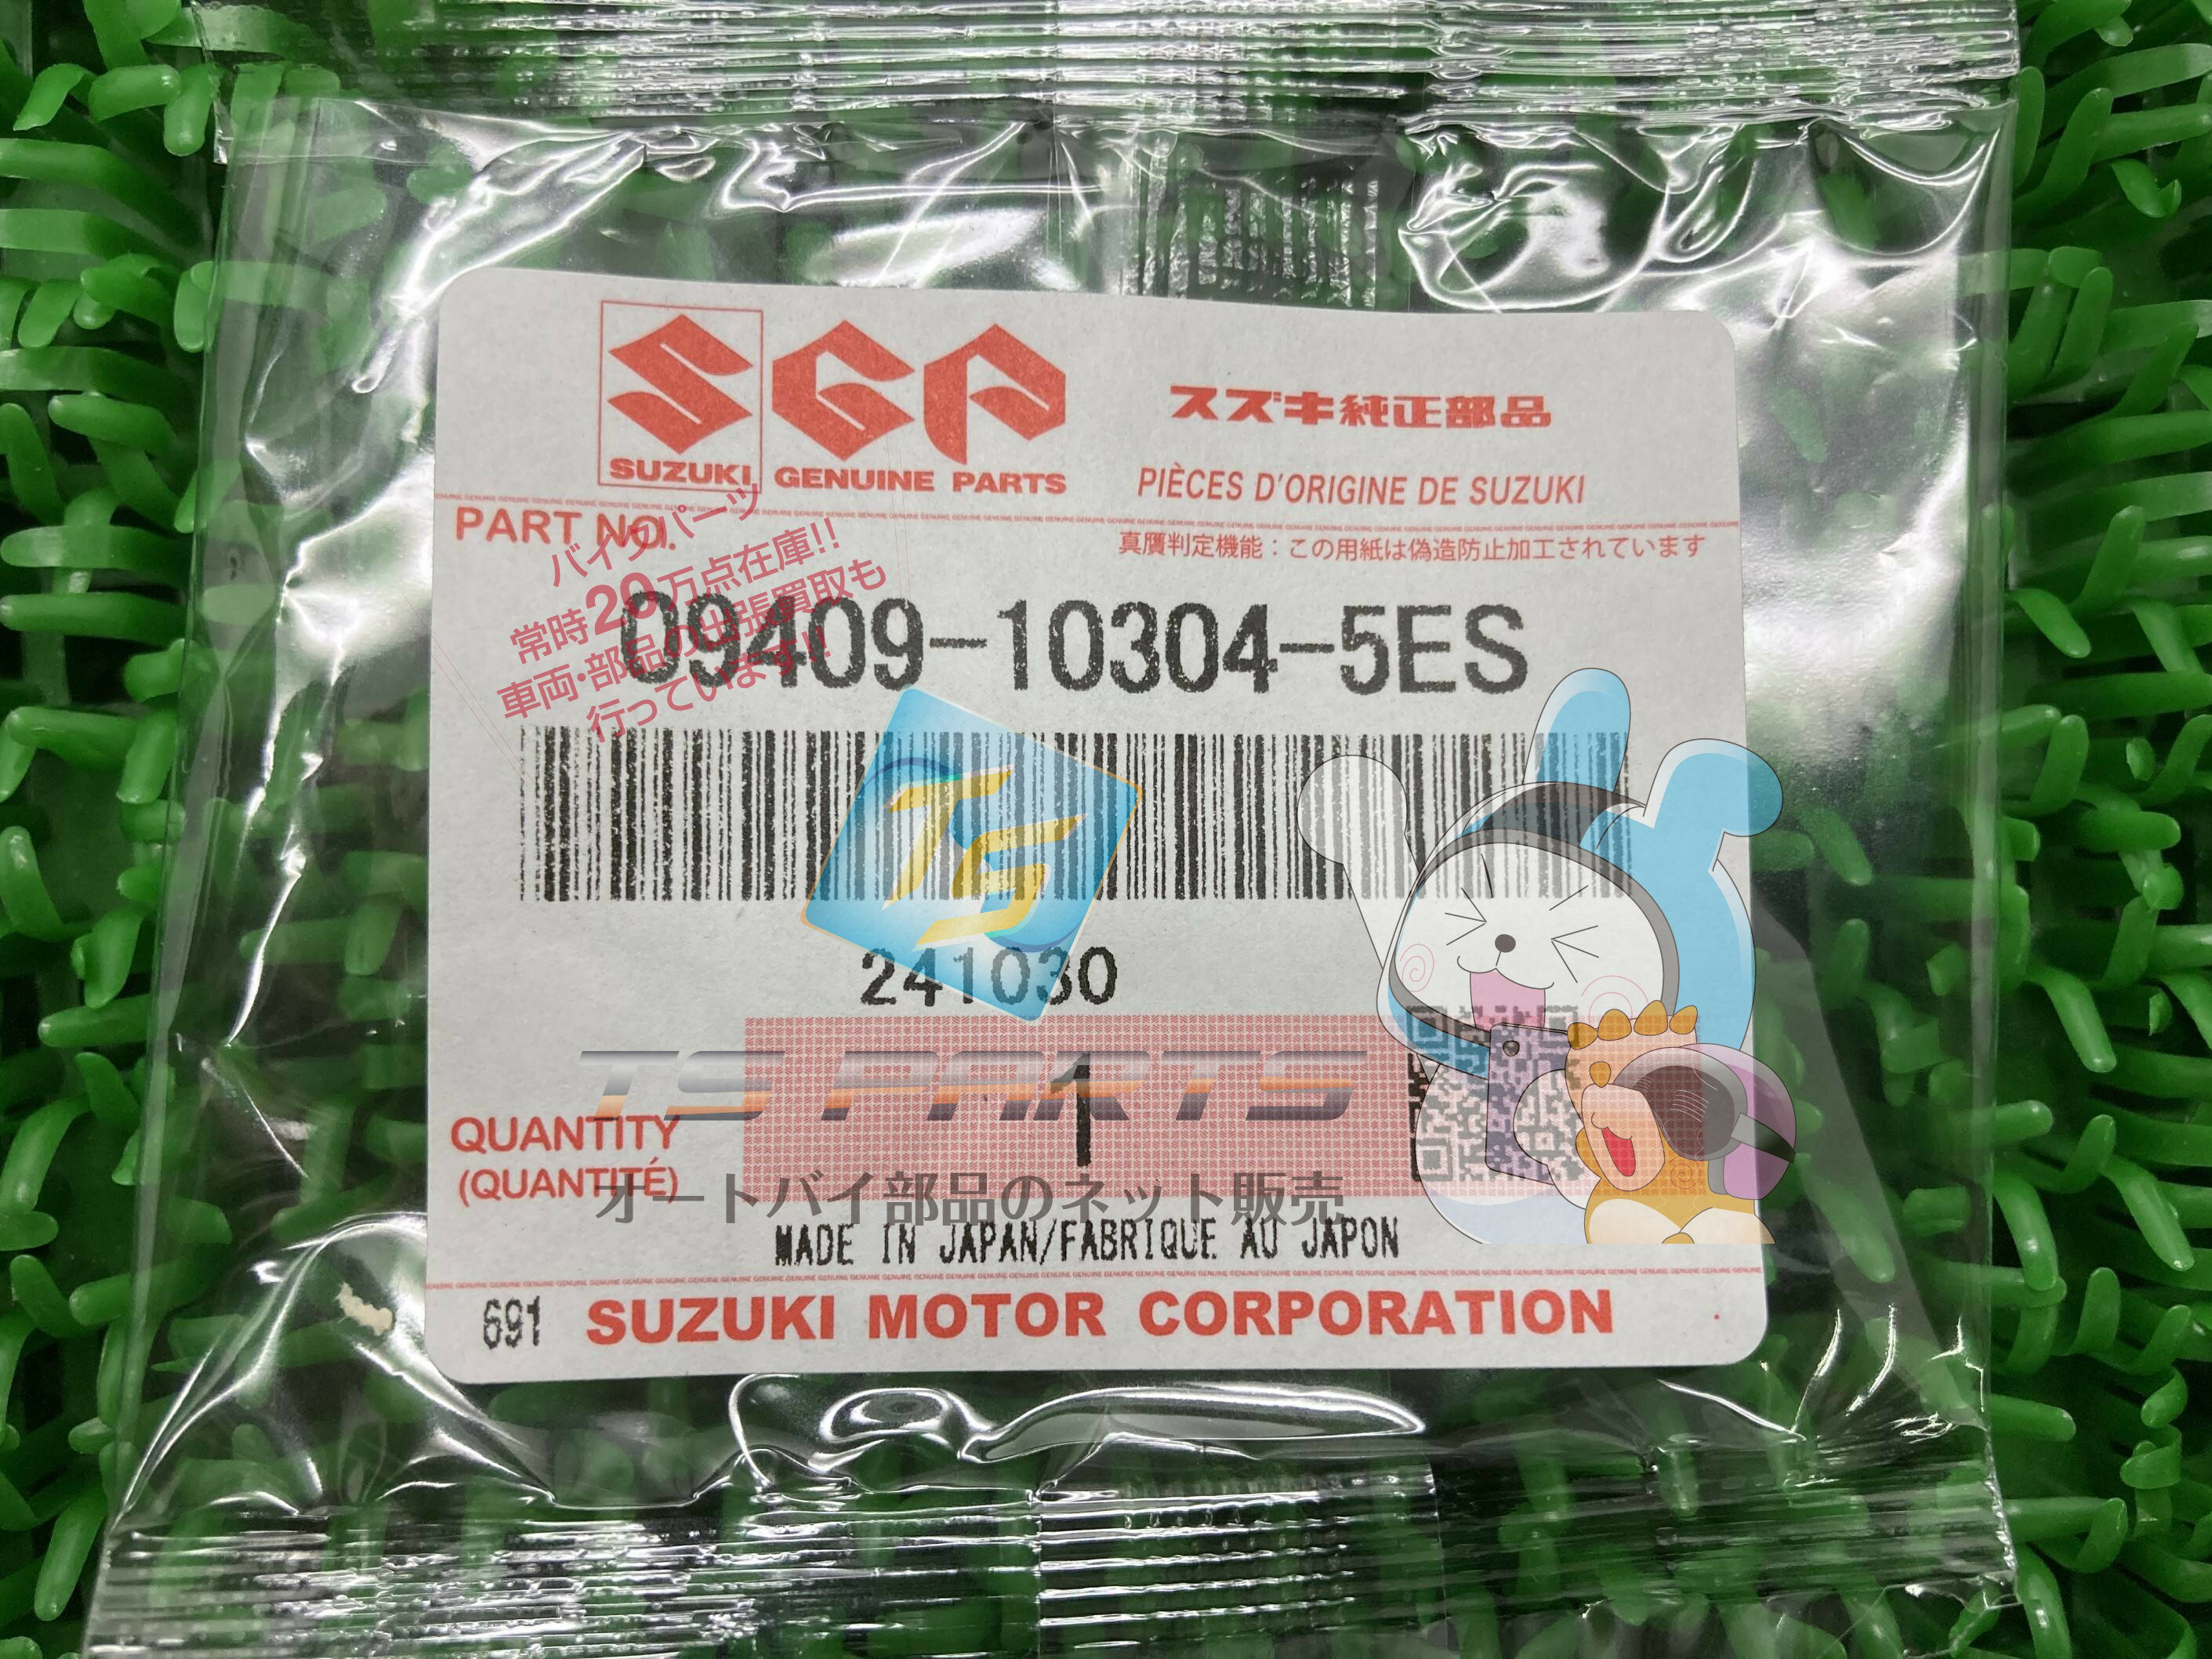 SGP
SUZUKI GENUINE PARTS
スズキ純正部品
PIÈCES D'ORIGINE DE SUZUKI
PART NO.
真贋判定機能：この用紙は偽造防止加工されています
バイクパーツ
常時20万点在庫!!
車両・部品の出張買取も
行っています!!
09409-10304-5ES
TS
241030
TS PARTS
1
QUANTITY
(QUANTITÉ)
オートバイ部品のネット販売
MADE IN JAPAN/FABRIQUE AU JAPON
691 SUZUKI MOTOR CORPORATION